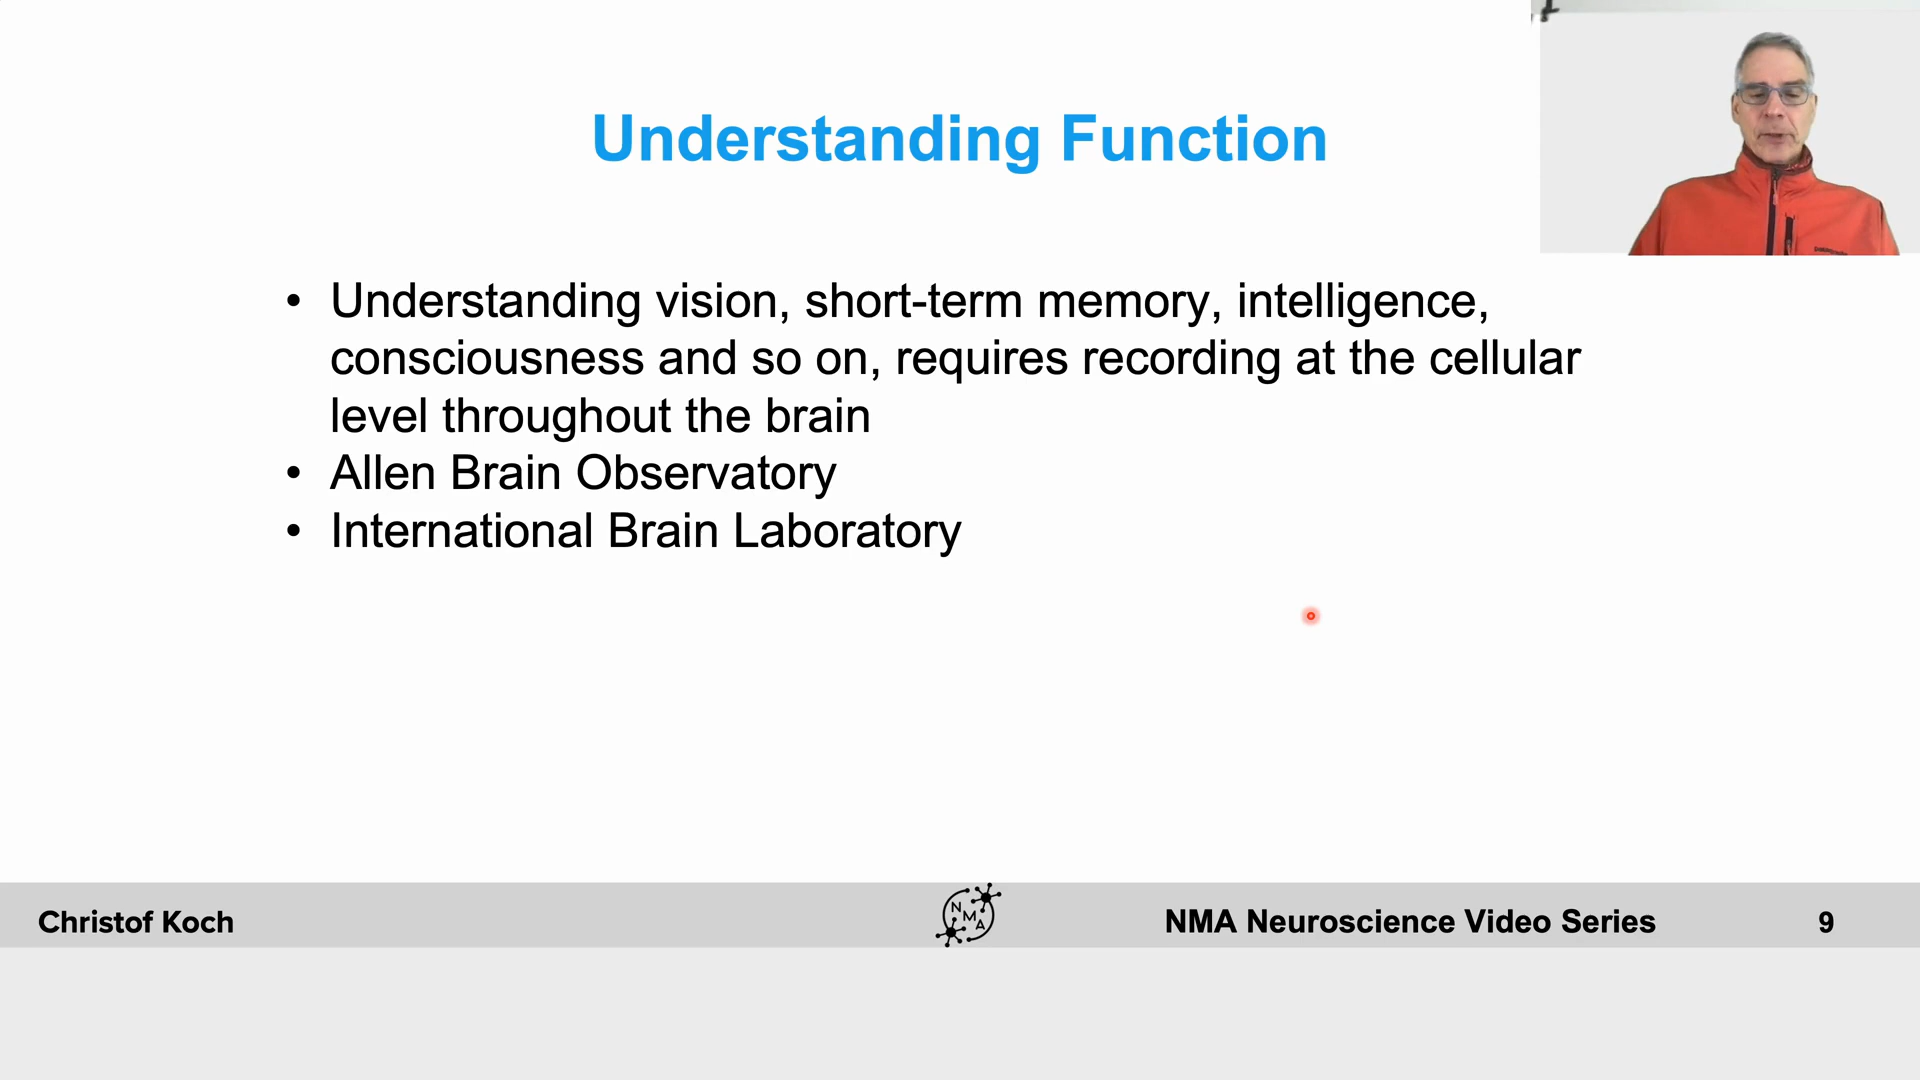 Understanding Function
• Understanding vision, short-term memory, intelligence,
consciousness and so on, requires recording at the cellular
level throughout the brain
• Allen Brain Observatory
• International Brain Laboratory
Christof Koch
N
M
A
NMA Neuroscience Video Series
9